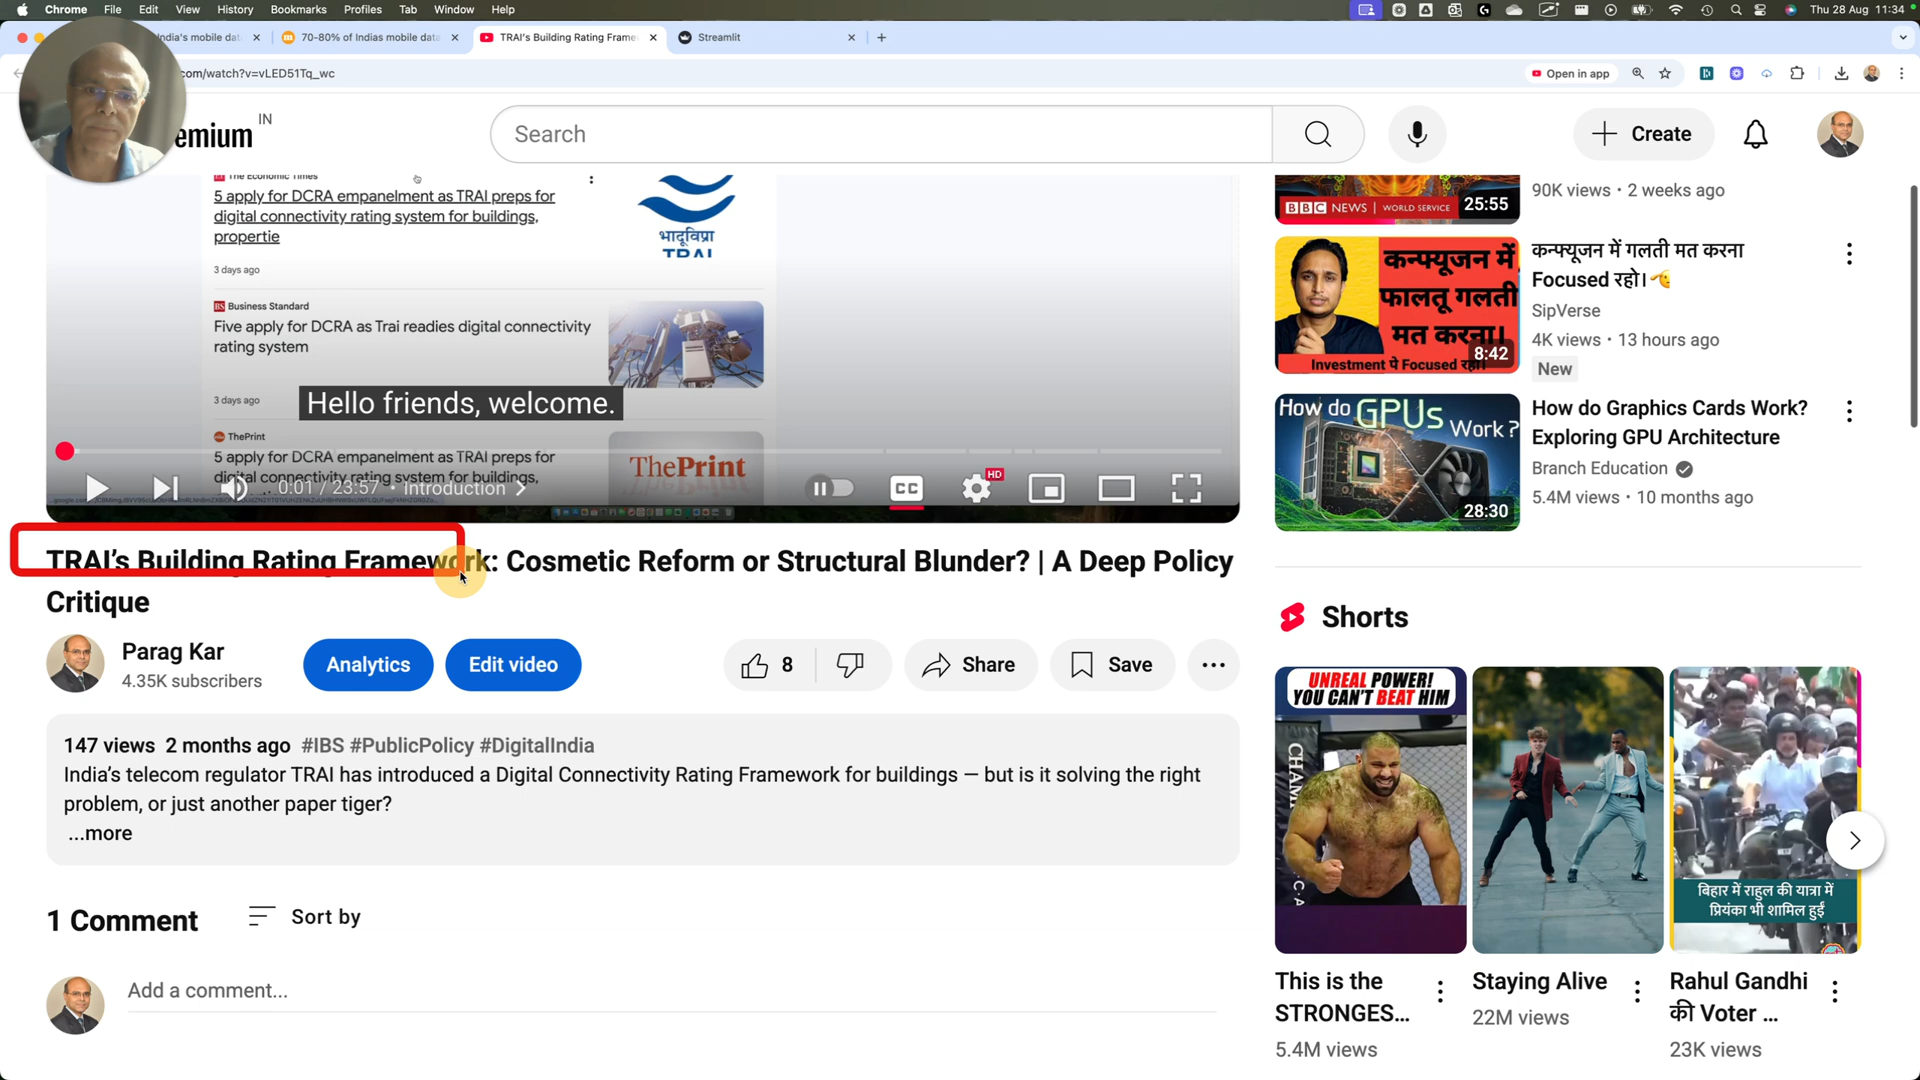 Chrome File Edit View History Bookmarks Profiles Tab Window Help
Thu 28 Aug 11:34
ndia's mobile dat
70-80% of Indias mobile data
TRAI's Building Rating Frame
Streamlit
com/watch?v=vLED51Tq_wc
Open in app
emium IN
Search
Create
The Economic Times
5 apply for DCRA empanelment as TRAI preps for
digital connectivity rating system for buildings,
propertie
3 days ago
भादूविप्रा
TRAI
BS Business Standard
Five apply for DCRA as Trai readies digital connectivity
rating system
3 days ago
Hello friends, welcome.
ThePrint
5 apply for DCRA empanelment as TRAI preps for
digital connectivity rating system for buildings,
ThePrint
0:01 / 23:57 • Introduction
CC
HD
TRAI’s Building Rating Framework: Cosmetic Reform or Structural Blunder? | A Deep Policy
Critique
Parag Kar
4.35K subscribers
Analytics
Edit video
8
Share
Save
147 views 2 months ago #IBS #PublicPolicy #DigitalIndia
India’s telecom regulator TRAI has introduced a Digital Connectivity Rating Framework for buildings — but is it solving the right
problem, or just another paper tiger?
...more
1 Comment
Sort by
Add a comment...
BBC NEWS | WORLD SERVICE
25:55
90K views • 2 weeks ago
कन्फ्यूजन में
फालतू गलती
मत करना।
Investment पे Focused रहो।
8:42
कन्फ्यूजन में गलती मत करना
Focused रहो।
SipVerse
4K views • 13 hours ago
New
How do GPUs Work?
28:30
How do Graphics Cards Work?
Exploring GPU Architecture
Branch Education
5.4M views • 10 months ago
Shorts
UNREAL POWER!
YOU CAN'T BEAT HIM
CHAM
C.A
This is the
STRONGES...
5.4M views
Staying Alive
22M views
बिहार में राहुल की यात्रा में
प्रियंका भी शामिल हुईं
Rahul Gandhi
की Voter ...
23K views